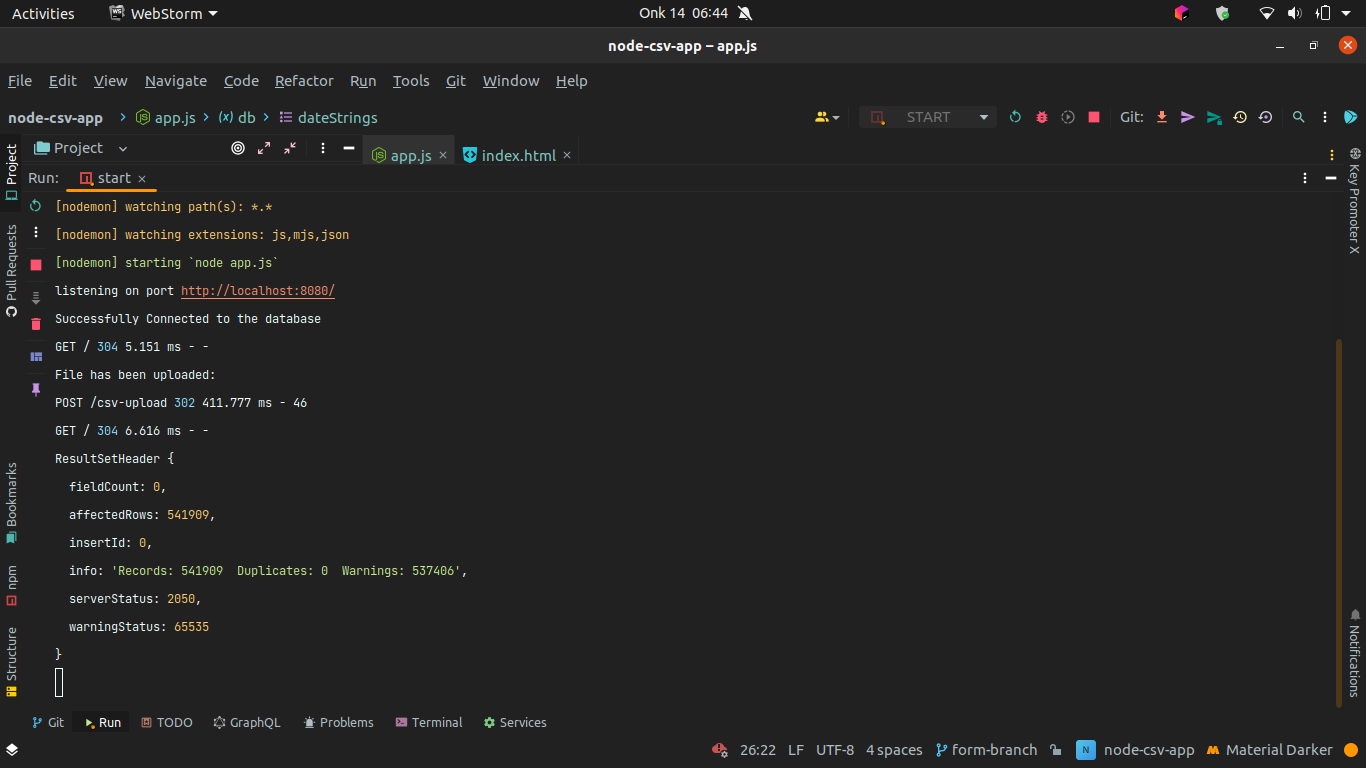 Activities WebStorm Onk 14 06:44
node-csv-app – app.js
File Edit View Navigate Code Refactor Run Tools Git Window Help
node-csv-app app.js (x) db dateStrings START Git:
Project app.js × index.html ×
Run: start ×
[nodemon] watching path(s): *.*
[nodemon] watching extensions: js,mjs,json
[nodemon] starting `node app.js`
listening on port http://localhost:8080/
Successfully Connected to the database
GET / 304 5.151 ms - -
File has been uploaded:
POST /csv-upload 302 411.777 ms - 46
GET / 304 6.616 ms - -
ResultSetHeader {
fieldCount: 0,
affectedRows: 541909,
insertId: 0,
info: 'Records: 541909  Duplicates: 0  Warnings: 537406',
serverStatus: 2050,
warningStatus: 65535
}
Project
Pull Requests
Bookmarks
npm
Structure
Key Promoter X
Notifications
Git Run TODO GraphQL Problems Terminal Services
26:22 LF UTF-8 4 spaces form-branch N node-csv-app Material Darker